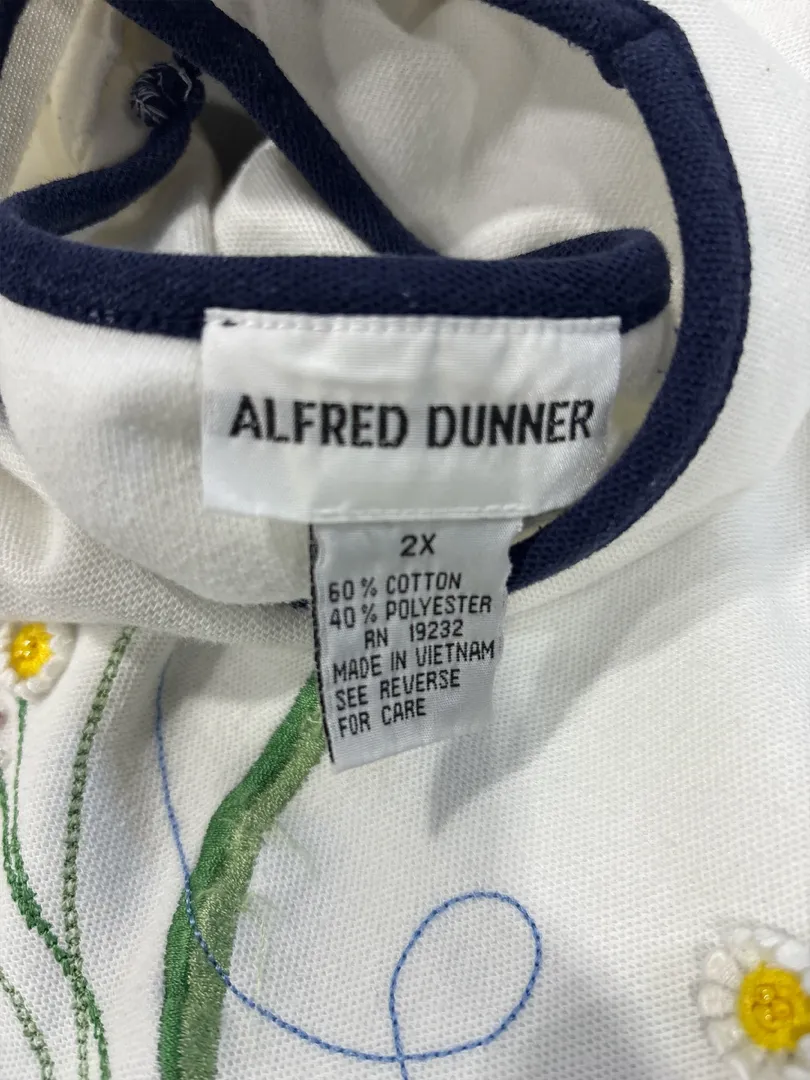 ALFRED DUNNER
2X
60% COTTON
40% POLYESTER
RN 19232
MADE IN VIETNAM
SEE REVERSE
FOR CARE